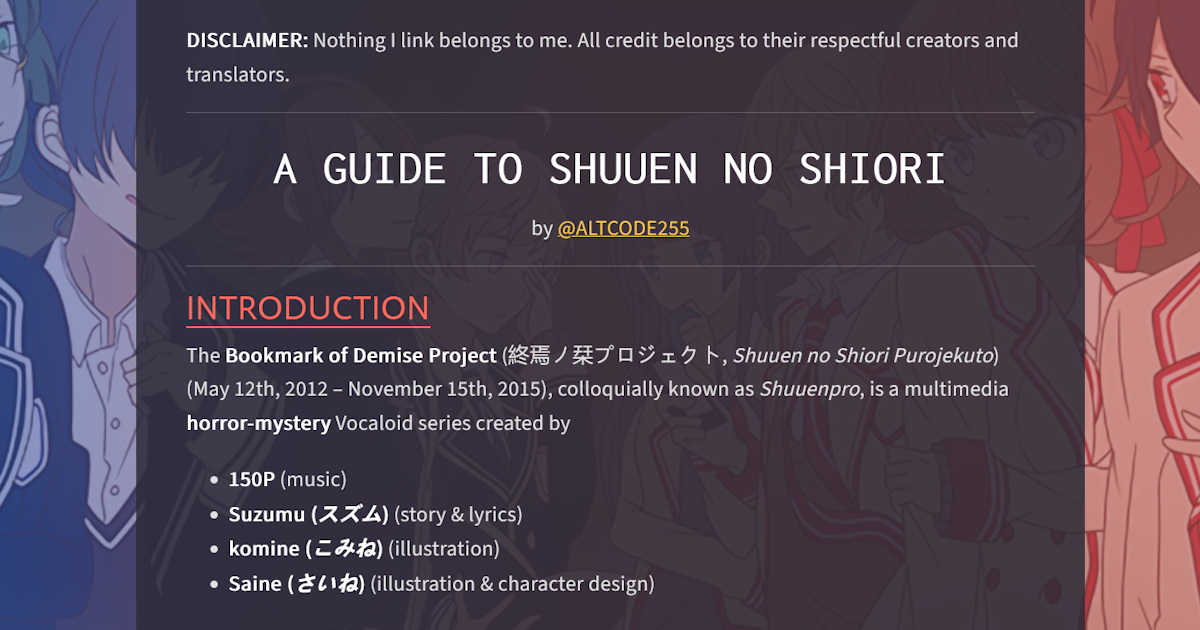 DISCLAIMER: Nothing I link belongs to me. All credit belongs to their respectful creators and
translators.
A GUIDE TO SHUUEN NO SHIORI
by @ALTCODE255
INTRODUCTION
The Bookmark of Demise Project (終焉ノ栞プロジェクト, Shuuen no Shiori Purojekuto)
(May 12th, 2012 – November 15th, 2015), colloquially known as Shuuenpro, is a multimedia
horror-mystery Vocaloid series created by
• 150P (music)
• Suzumu (スズム) (story & lyrics)
• komine (こみね) (illustration)
• Saine (さいね) (illustration & character design)